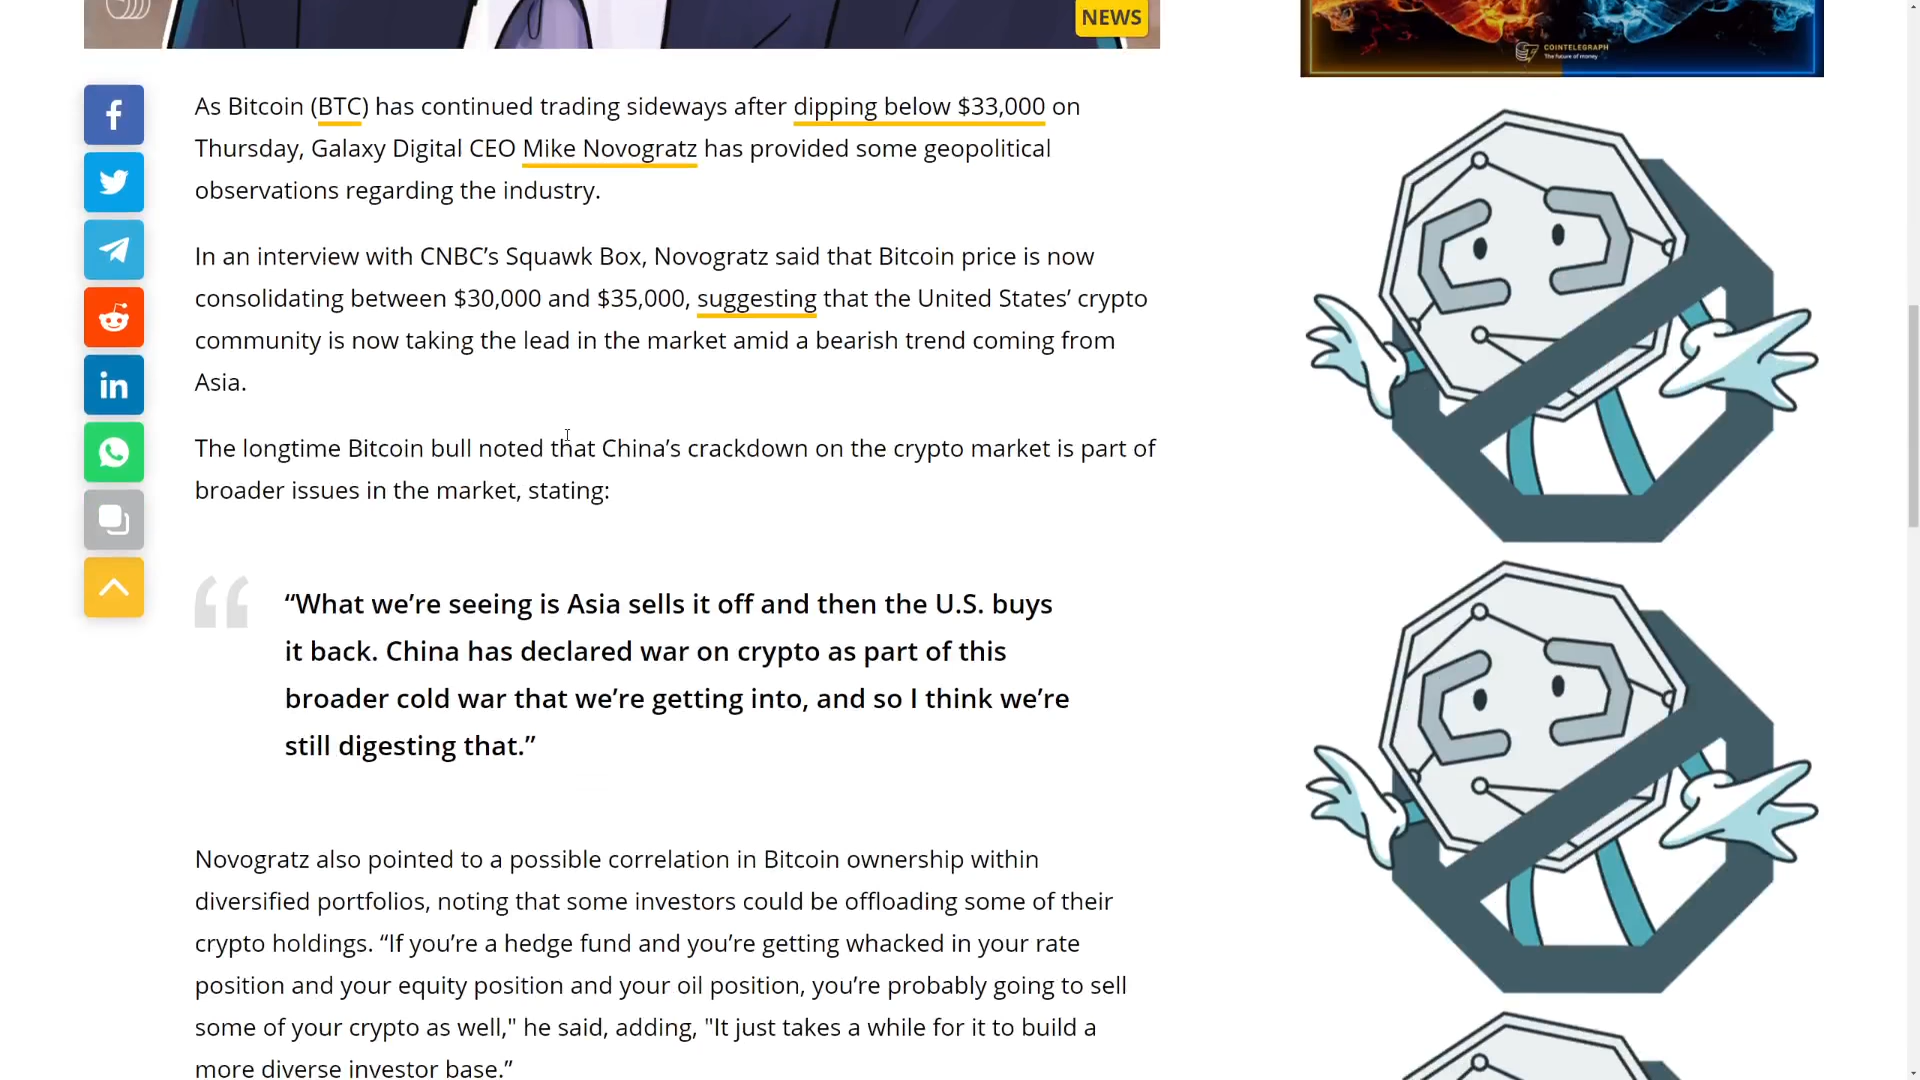 NEWS
COINTELEGRAPH
The future of money
As Bitcoin (BTC) has continued trading sideways after dipping below $33,000 on
Thursday, Galaxy Digital CEO Mike Novogratz has provided some geopolitical
observations regarding the industry.
In an interview with CNBC’s Squawk Box, Novogratz said that Bitcoin price is now
consolidating between $30,000 and $35,000, suggesting that the United States’ crypto
community is now taking the lead in the market amid a bearish trend coming from
Asia.
The longtime Bitcoin bull noted that China’s crackdown on the crypto market is part of
broader issues in the market, stating:
“What we’re seeing is Asia sells it off and then the U.S. buys
it back. China has declared war on crypto as part of this
broader cold war that we’re getting into, and so I think we’re
still digesting that.”
Novogratz also pointed to a possible correlation in Bitcoin ownership within
diversified portfolios, noting that some investors could be offloading some of their
crypto holdings. “If you’re a hedge fund and you’re getting whacked in your rate
position and your equity position and your oil position, you’re probably going to sell
some of your crypto as well," he said, adding, "It just takes a while for it to build a
more diverse investor base.”